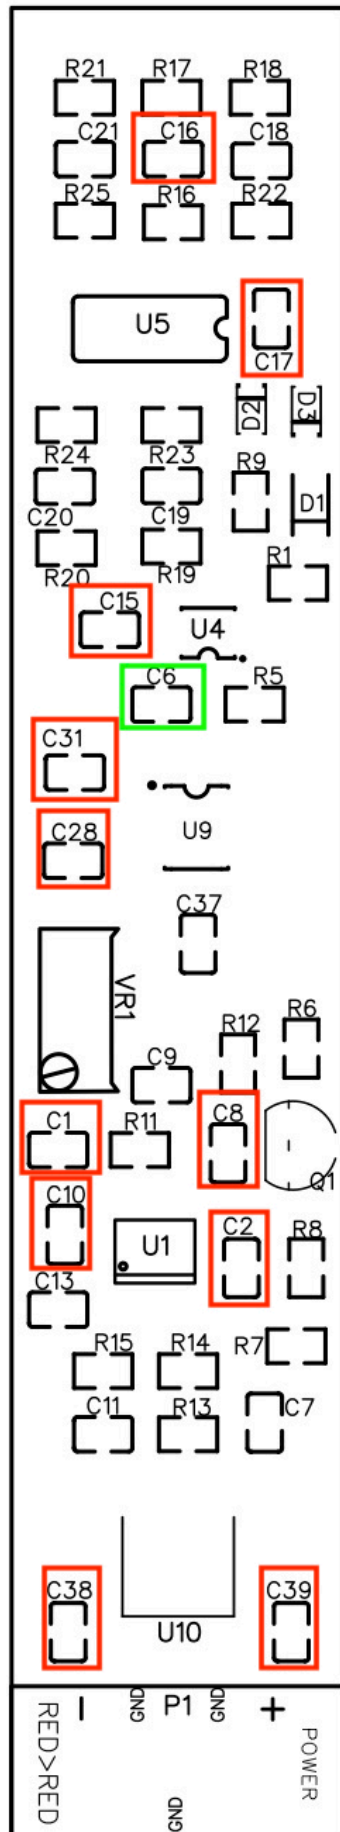 R21 R17 R18
C21 C16 C18
R25 R16 R22
U5
C17
D2 D3
R24 R23 R9
D1
C20 C19
R20 R19 R1
C15
U4
C6 R5
C31
U9
C28
C37
VR1
R12 R6
C9
C1 R11 C8
Q1
C10
U1 C2 R8
C13
R15 R14 R7
C11 R13 C7
C38 C39
U10
- GND P1 GND +
RED>RED POWER
GND